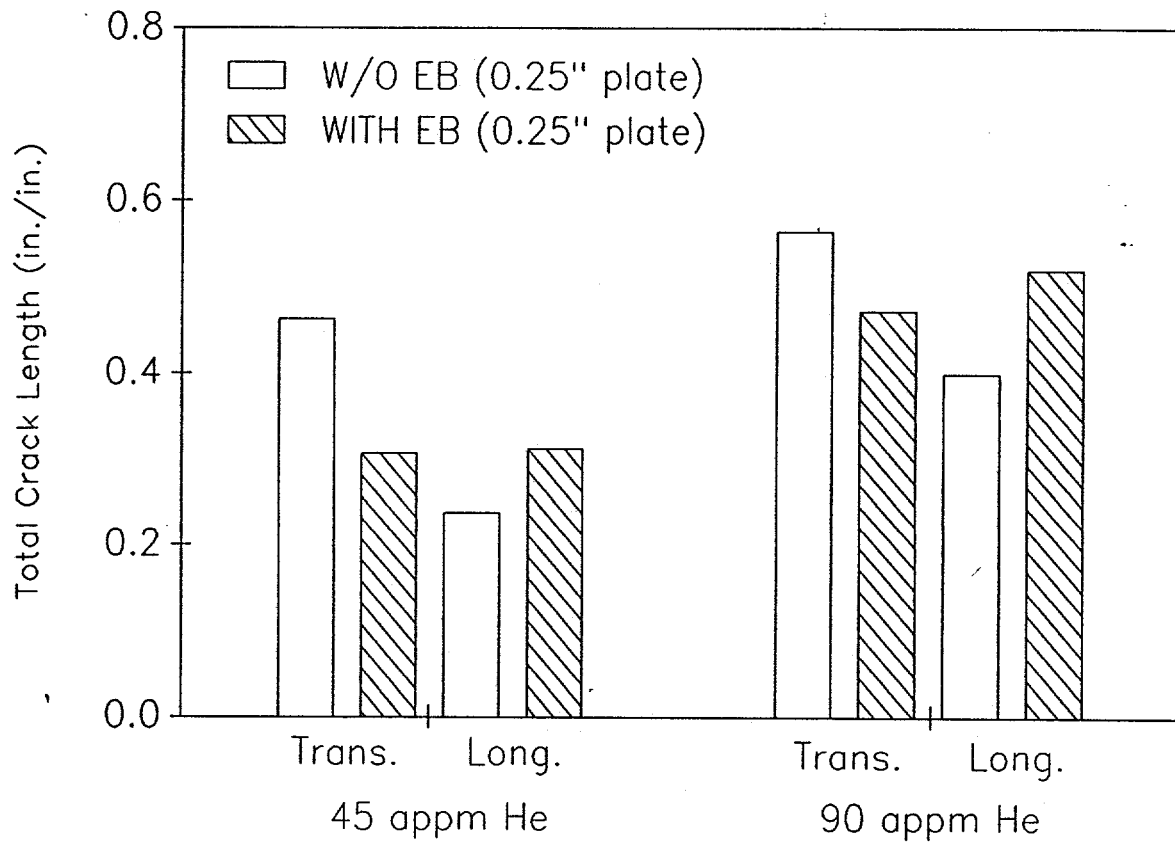 Total Crack Length (in./in.)
0.8
0.6
0.4
0.2
0.0
W/O EB (0.25" plate)
WITH EB (0.25" plate)
Trans. Long. Trans. Long.
45 appm He 90 appm He